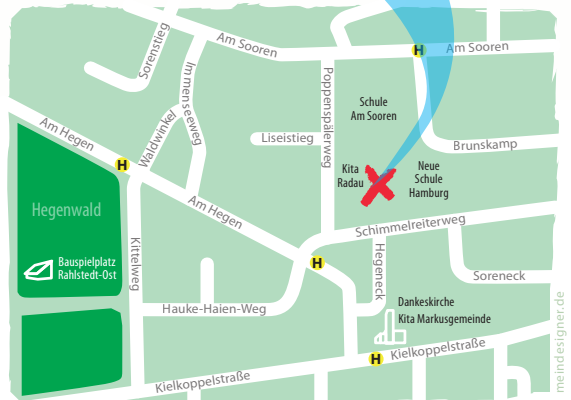 Sorenstieg
Am Sooren
H
Am Sooren
Immenseeweg
Poppenspälerweg
Schule
Am Sooren
Am Hegen
Waldwinkel
Liseistieg
Brunskamp
H
Kita
Radau
Neue
Schule
Hamburg
Hegenwald
Am Hegen
Schimmelreiterweg
Kittelweg
Bauspielplatz
Rahlstedt-Ost
H
Hegeneck
Soreneck
Hauke-Haien-Weg
Dankeskirche
Kita Markusgemeinde
H
Kielkoppelstraße
Kielkoppelstraße
meindesigner.de